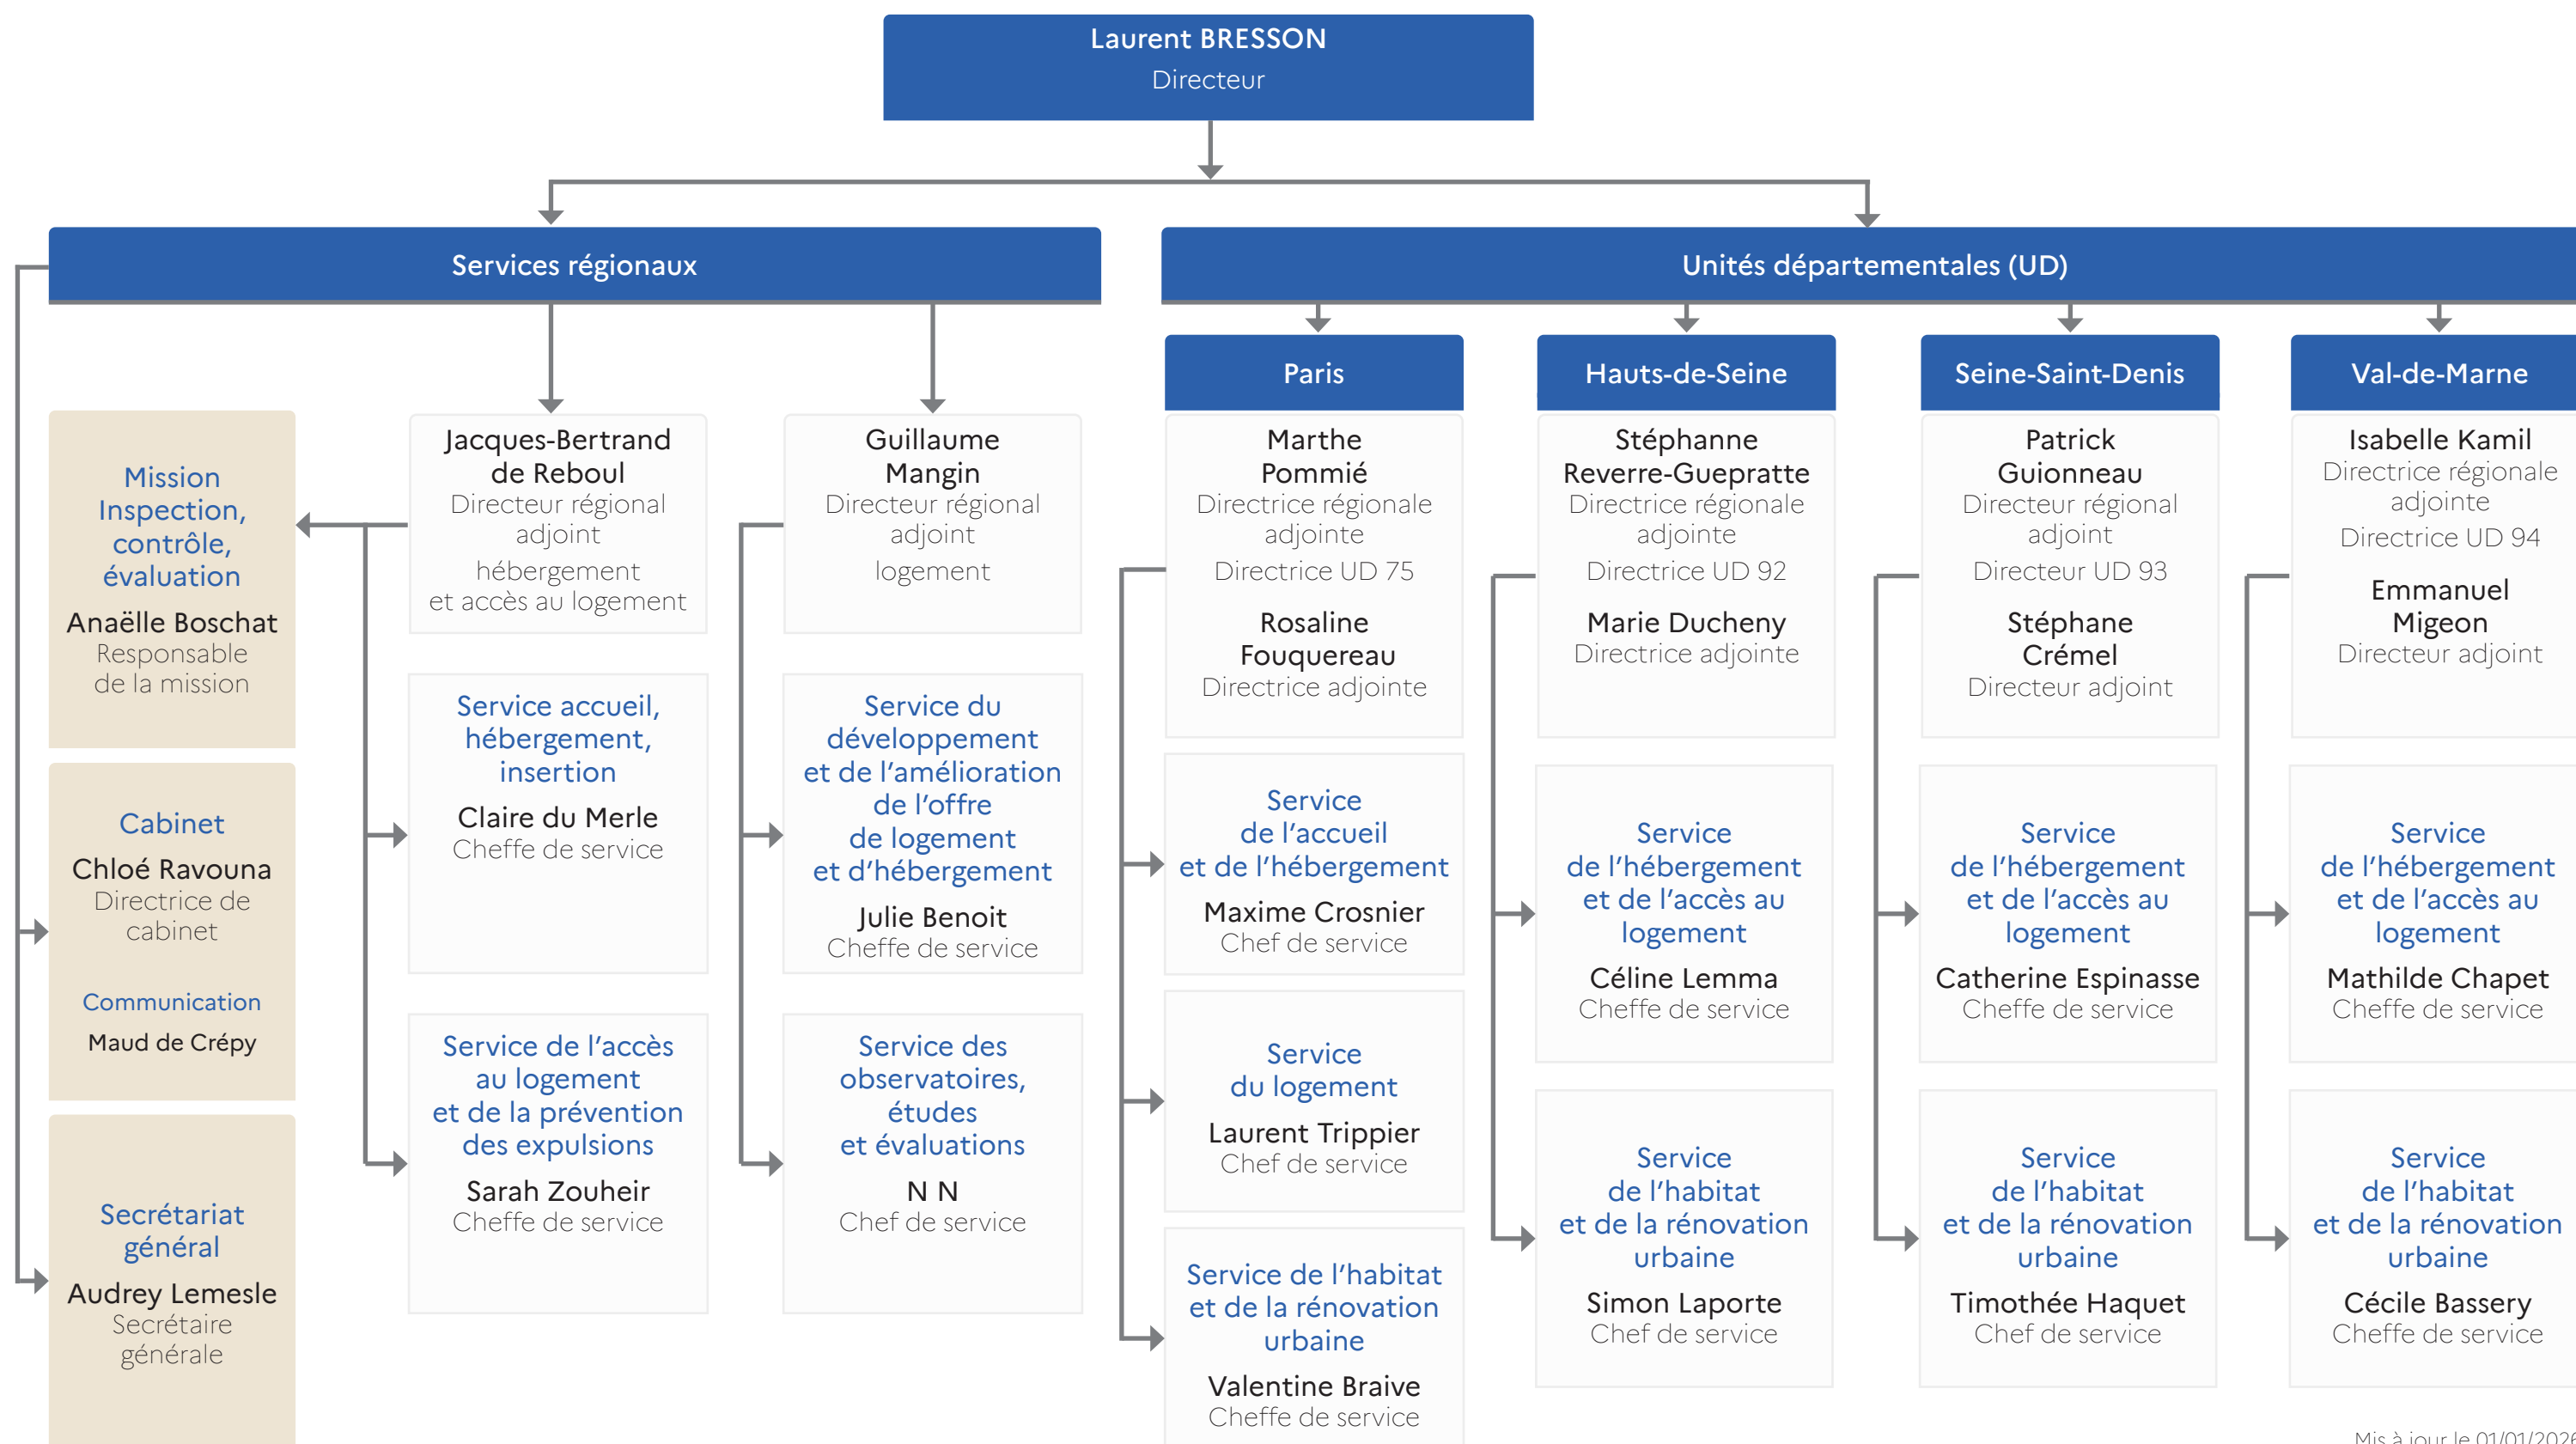 Laurent BRESSON
Directeur
Services régionaux
Mission
Inspection,
contrôle,
évaluation
Anaëlle Boschat
Responsable
de la mission
Cabinet
Chloé Ravouna
Directrice de
cabinet
Communication
Maud de Crépy
Secrétariat
général
Audrey Lemesle
Secrétaire
générale
Jacques-Bertrand
de Reboul
Directeur régional
adjoint
hébergement
et accès au logement
Service accueil,
hébergement,
insertion
Claire du Merle
Cheffe de service
Service de l’accès
au logement
et de la prévention
des expulsions
Sarah Zouheir
Cheffe de service
Guillaume
Mangin
Directeur régional
adjoint
logement
Service du
développement
et de l’amélioration
de l’offre
de logement
et d’hébergement
Julie Benoit
Cheffe de service
Service des
observatoires,
études
et évaluations
N N
Chef de service
Unités départementales (UD)
Paris
Marthe
Pommié
Directrice régionale
adjointe
Directrice UD 75
Rosaline
Fouquereau
Directrice adjointe
Service
de l’accueil
et de l’hébergement
Maxime Crosnier
Chef de service
Service
du logement
Laurent Trippier
Chef de service
Service de l’habitat
et de la rénovation
urbaine
Valentine Braive
Cheffe de service
Hauts-de-Seine
Stéphanne
Reverre-Guepratte
Directrice régionale
adjointe
Directrice UD 92
Marie Ducheny
Directrice adjointe
Service
de l’hébergement
et de l’accès au
logement
Céline Lemma
Cheffe de service
Service
de l’habitat
et de la rénovation
urbaine
Simon Laporte
Chef de service
Seine-Saint-Denis
Patrick
Guionneau
Directeur régional
adjoint
Directeur UD 93
Stéphane
Crémel
Directeur adjoint
Service
de l’hébergement
et de l’accès au
logement
Catherine Espinasse
Cheffe de service
Service
de l’habitat
et de la rénovation
urbaine
Timothée Haquet
Chef de service
Val-de-Marne
Isabelle Kamil
Directrice régionale
adjointe
Directrice UD 94
Emmanuel
Migeon
Directeur adjoint
Service
de l’hébergement
et de l’accès au
logement
Mathilde Chapet
Cheffe de service
Service
de l’habitat
et de la rénovation
urbaine
Cécile Bassery
Cheffe de service
Mis à jour le 01/01/2026